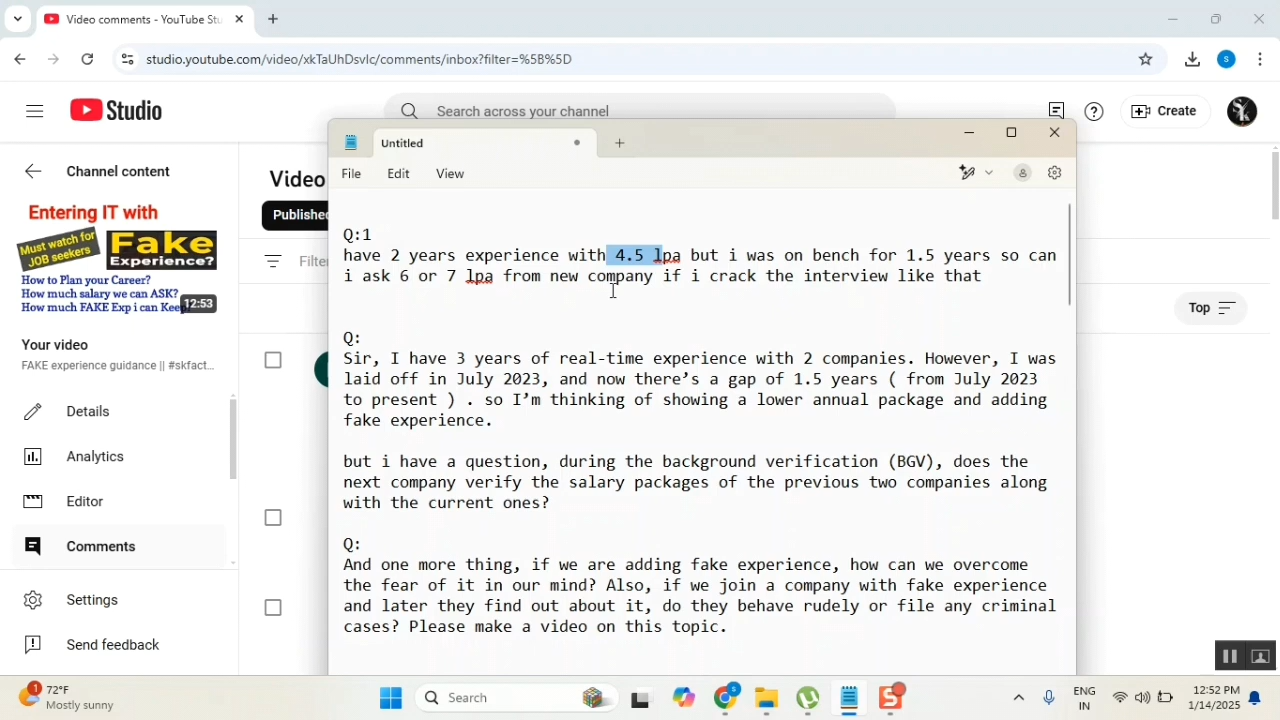 Video comments - YouTube Stu
studio.youtube.com/video/xkTaUhDsvIc/comments/inbox?filter=%5B%5D
S
Studio
Search across your channel
Create
Channel content
Video
Published
Filter
Top
Entering IT with
Must watch for
JOB seekers
Fake
Experience?
How to Plan your Career?
How much salary we can ASK?
How much FAKE Exp i can Keep
12:53
Your video
FAKE experience guidance || #skfact...
Details
Analytics
Editor
Comments
Settings
Send feedback
Untitled
File Edit View
Q:1
have 2 years experience with 4.5 lpa but i was on bench for 1.5 years so can
i ask 6 or 7 lpa from new company if i crack the interview like that
Q:
Sir, I have 3 years of real-time experience with 2 companies. However, I was
laid off in July 2023, and now there’s a gap of 1.5 years ( from July 2023
to present ) . so I’m thinking of showing a lower annual package and adding
fake experience.
but i have a question, during the background verification (BGV), does the
next company verify the salary packages of the previous two companies along
with the current ones?
Q:
And one more thing, if we are adding fake experience, how can we overcome
the fear of it in our mind? Also, if we join a company with fake experience
and later they find out about it, do they behave rudely or file any criminal
cases? Please make a video on this topic.
1
72°F
Mostly sunny
Search
S
S
ENG
IN
12:52 PM
1/14/2025